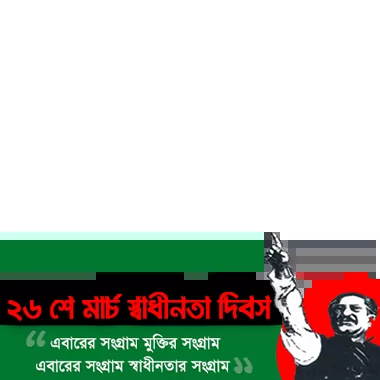 ২৬ শে মার্চ স্বাধীনতা দিবস
“ এবারের সংগ্রাম মুক্তির সংগ্রাম
এবারের সংগ্রাম স্বাধীনতার সংগ্রাম ”